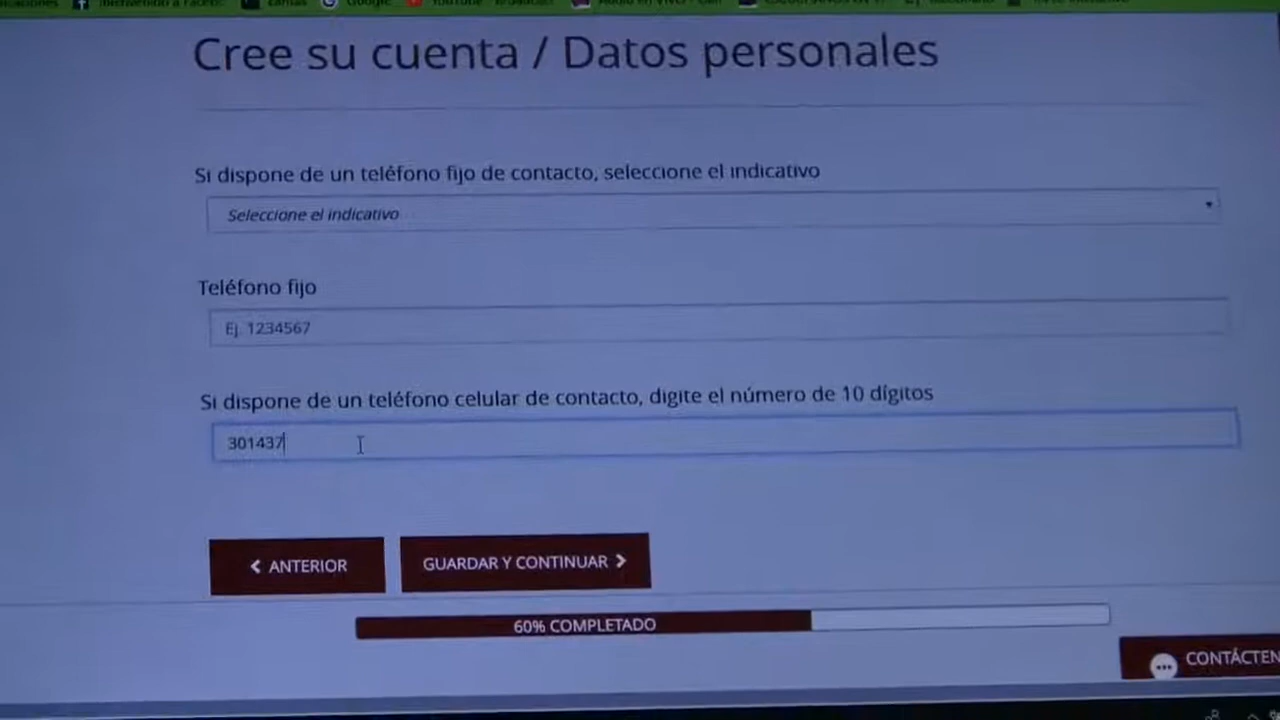 Google
Cree su cuenta / Datos personales
Si dispone de un teléfono fijo de contacto, seleccione el indicativo
Seleccione el indicativo
Teléfono fijo
Ej. 1234567
Si dispone de un teléfono celular de contacto, digite el número de 10 dígitos
301437
ANTERIOR
GUARDAR Y CONTINUAR
60% COMPLETADO
CONTÁCTEN